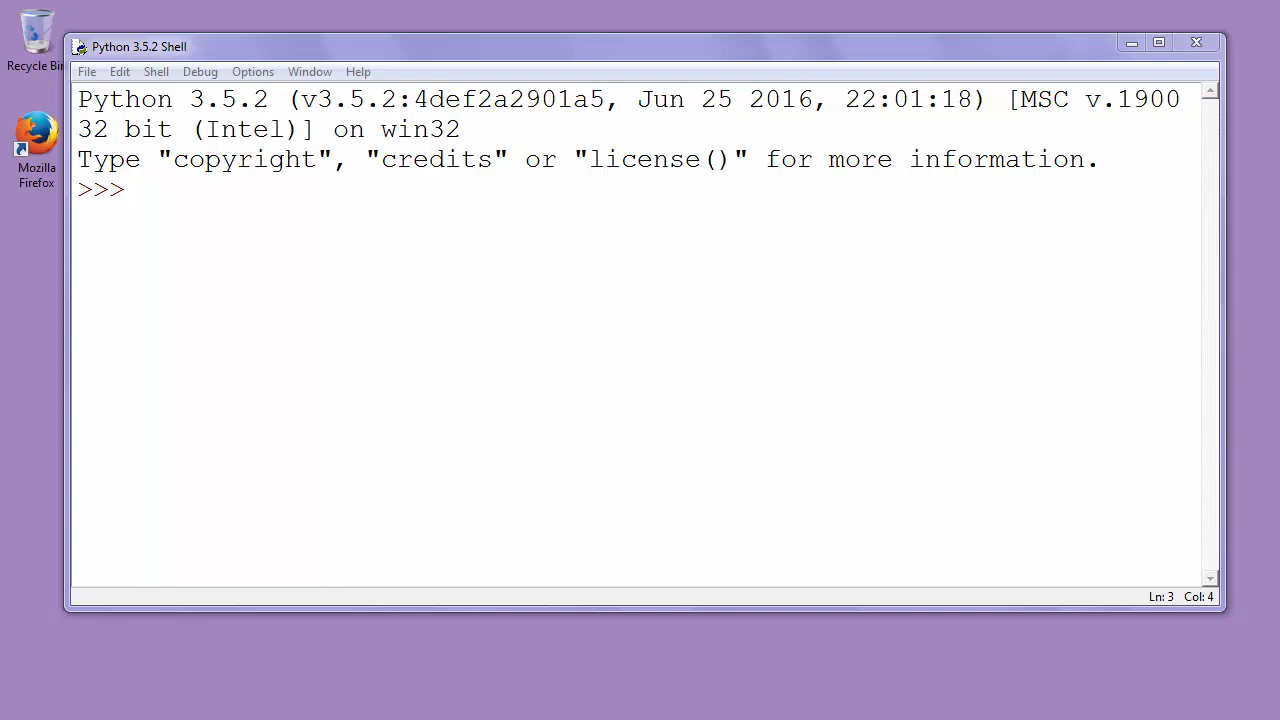 Recycle Bin
Mozilla
Firefox
Python 3.5.2 Shell
File Edit Shell Debug Options Window Help
Python 3.5.2 (v3.5.2:4def2a2901a5, Jun 25 2016, 22:01:18) [MSC v.1900
32 bit (Intel)] on win32
Type "copyright", "credits" or "license()" for more information.
>>>
Ln: 3 Col: 4